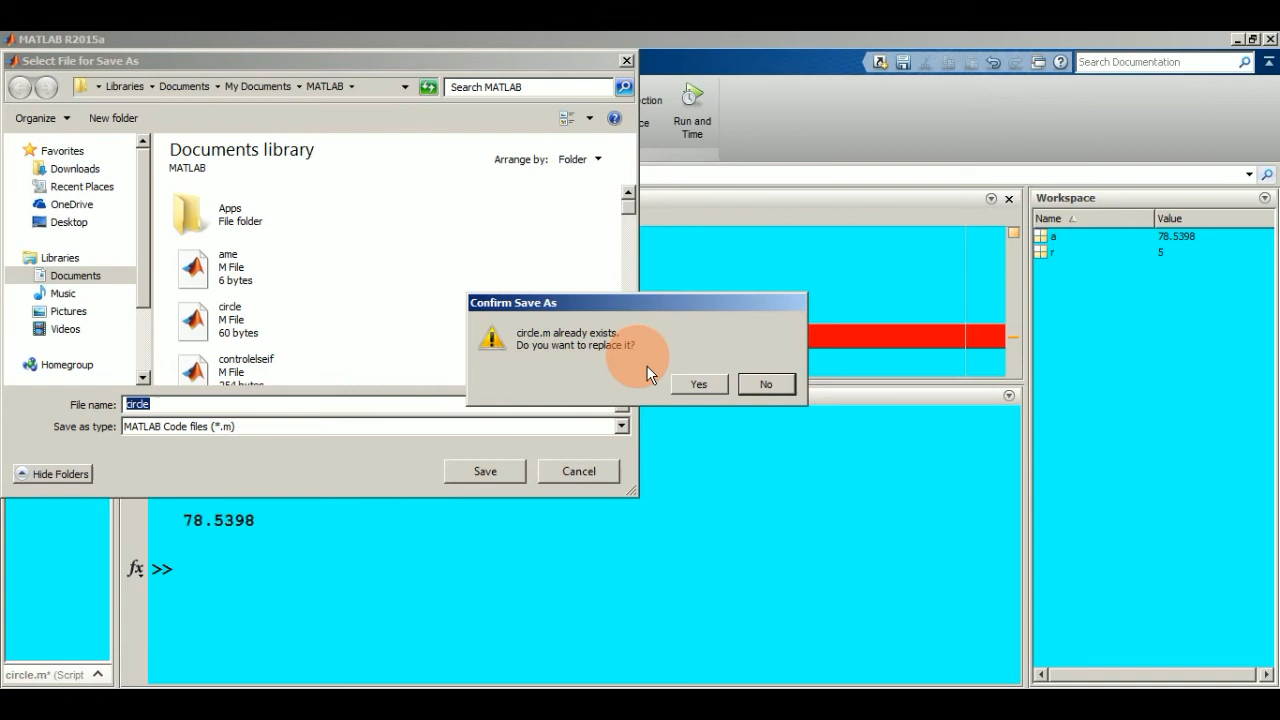 MATLAB R2015a
Select File for Save As
Search Documentation
Libraries
Documents
My Documents
MATLAB
Search MATLAB
Organize
New folder
ction
ce
Run and
Time
Favorites
Downloads
Recent Places
OneDrive
Desktop
Libraries
Documents
Music
Pictures
Videos
Homegroup
Documents library
MATLAB
Arrange by:
Folder
Apps
File folder
ame
M File
6 bytes
circle
M File
60 bytes
controlelseif
M File
254 bytes
Confirm Save As
circle.m already exists.
Do you want to replace it?
Yes
No
File name:
circle
Save as type:
MATLAB Code files (*.m)
Hide Folders
Save
Cancel
Workspace
Name
Value
a
78.5398
r
5
78.5398
fx >>
circle.m* (Script